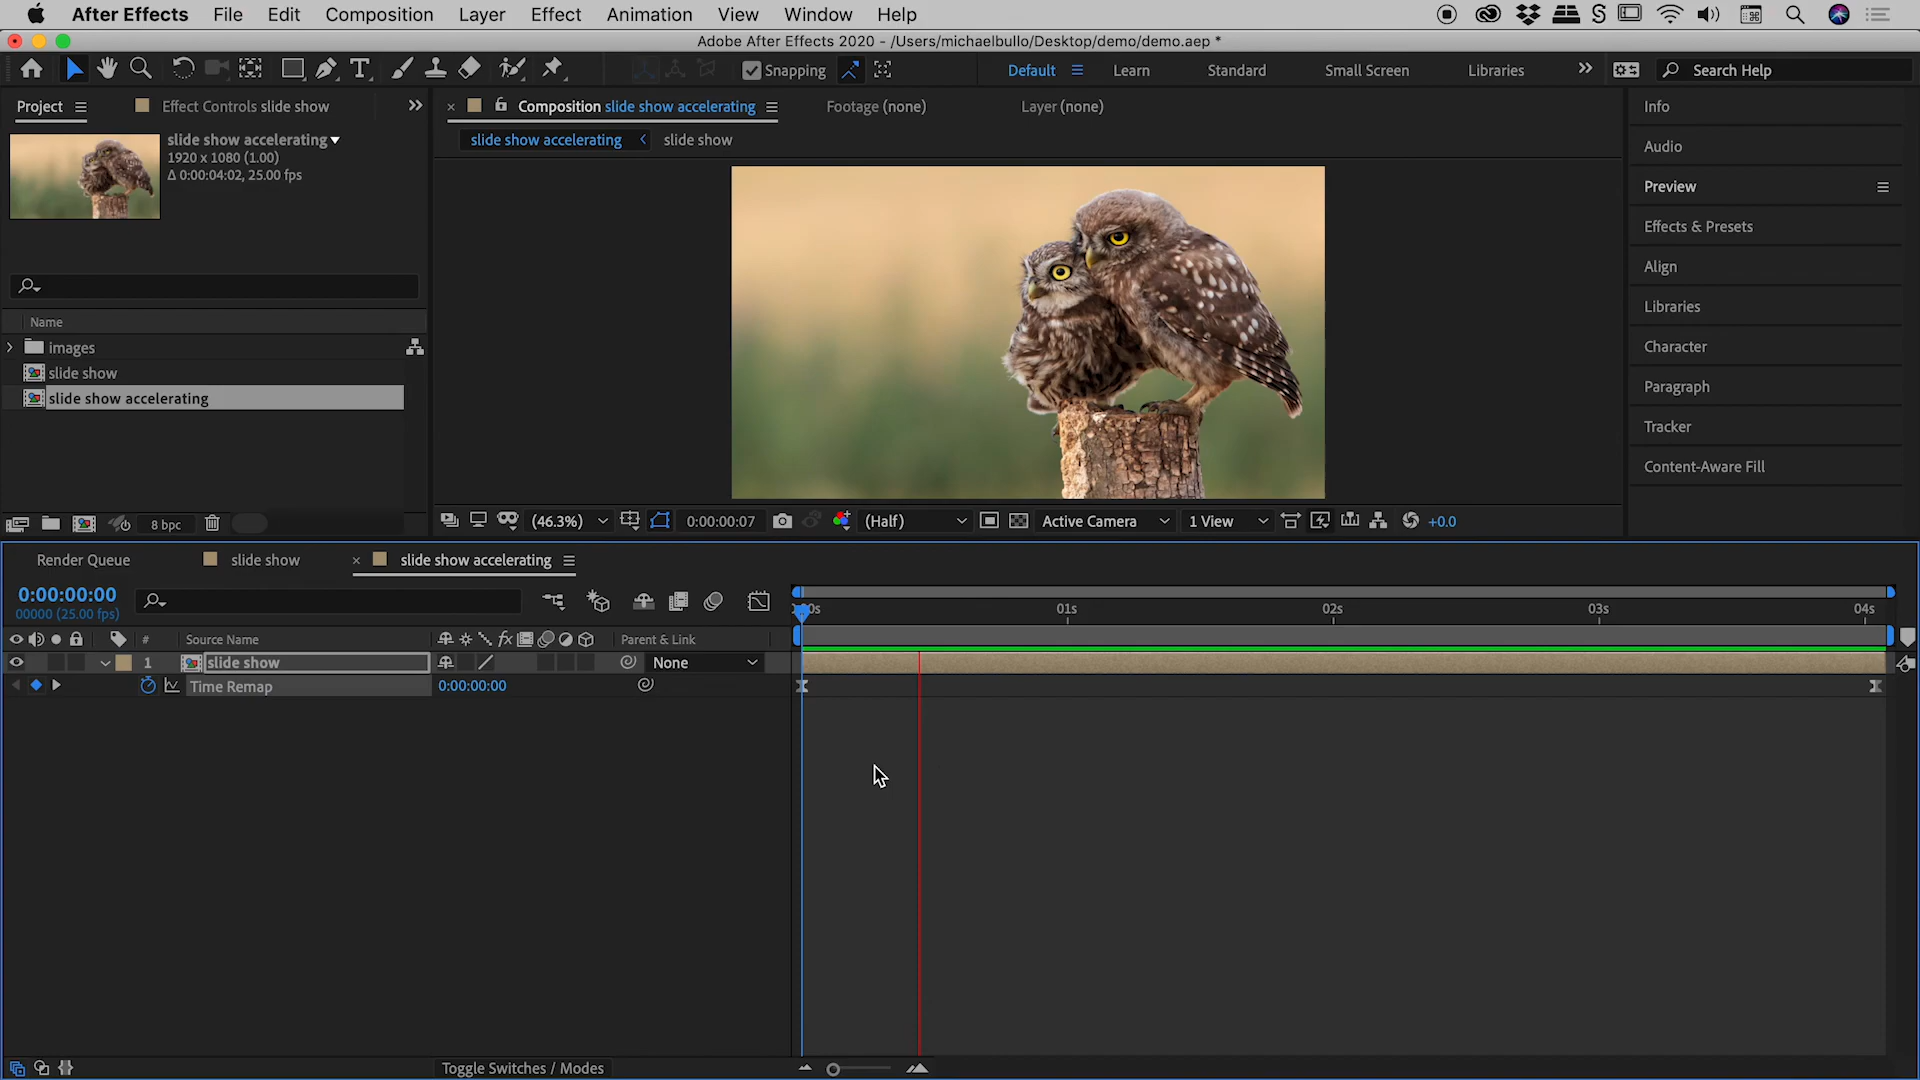 After Effects File Edit Composition Layer Effect Animation View Window Help
Adobe After Effects 2020 - /Users/michaelbullo/Desktop/demo/demo.aep *
Snapping Default Learn Standard Small Screen Libraries Search Help
Project Effect Controls slide show
Composition slide show accelerating Footage (none) Layer (none)
slide show accelerating slide show
slide show accelerating
1920 x 1080 (1.00)
Δ 0:00:04:02, 25.00 fps
Name
images
slide show
slide show accelerating
8 bpc
(46.3%) 0:00:00:07 (Half) Active Camera 1 View +0.0
Info
Audio
Preview
Effects & Presets
Align
Libraries
Character
Paragraph
Tracker
Content-Aware Fill
Render Queue slide show slide show accelerating
0:00:00:00
00000 (25.00 fps)
# Source Name fx Parent & Link
1 slide show None
Time Remap 0:00:00:00
01s 02s 03s 04s
Toggle Switches / Modes